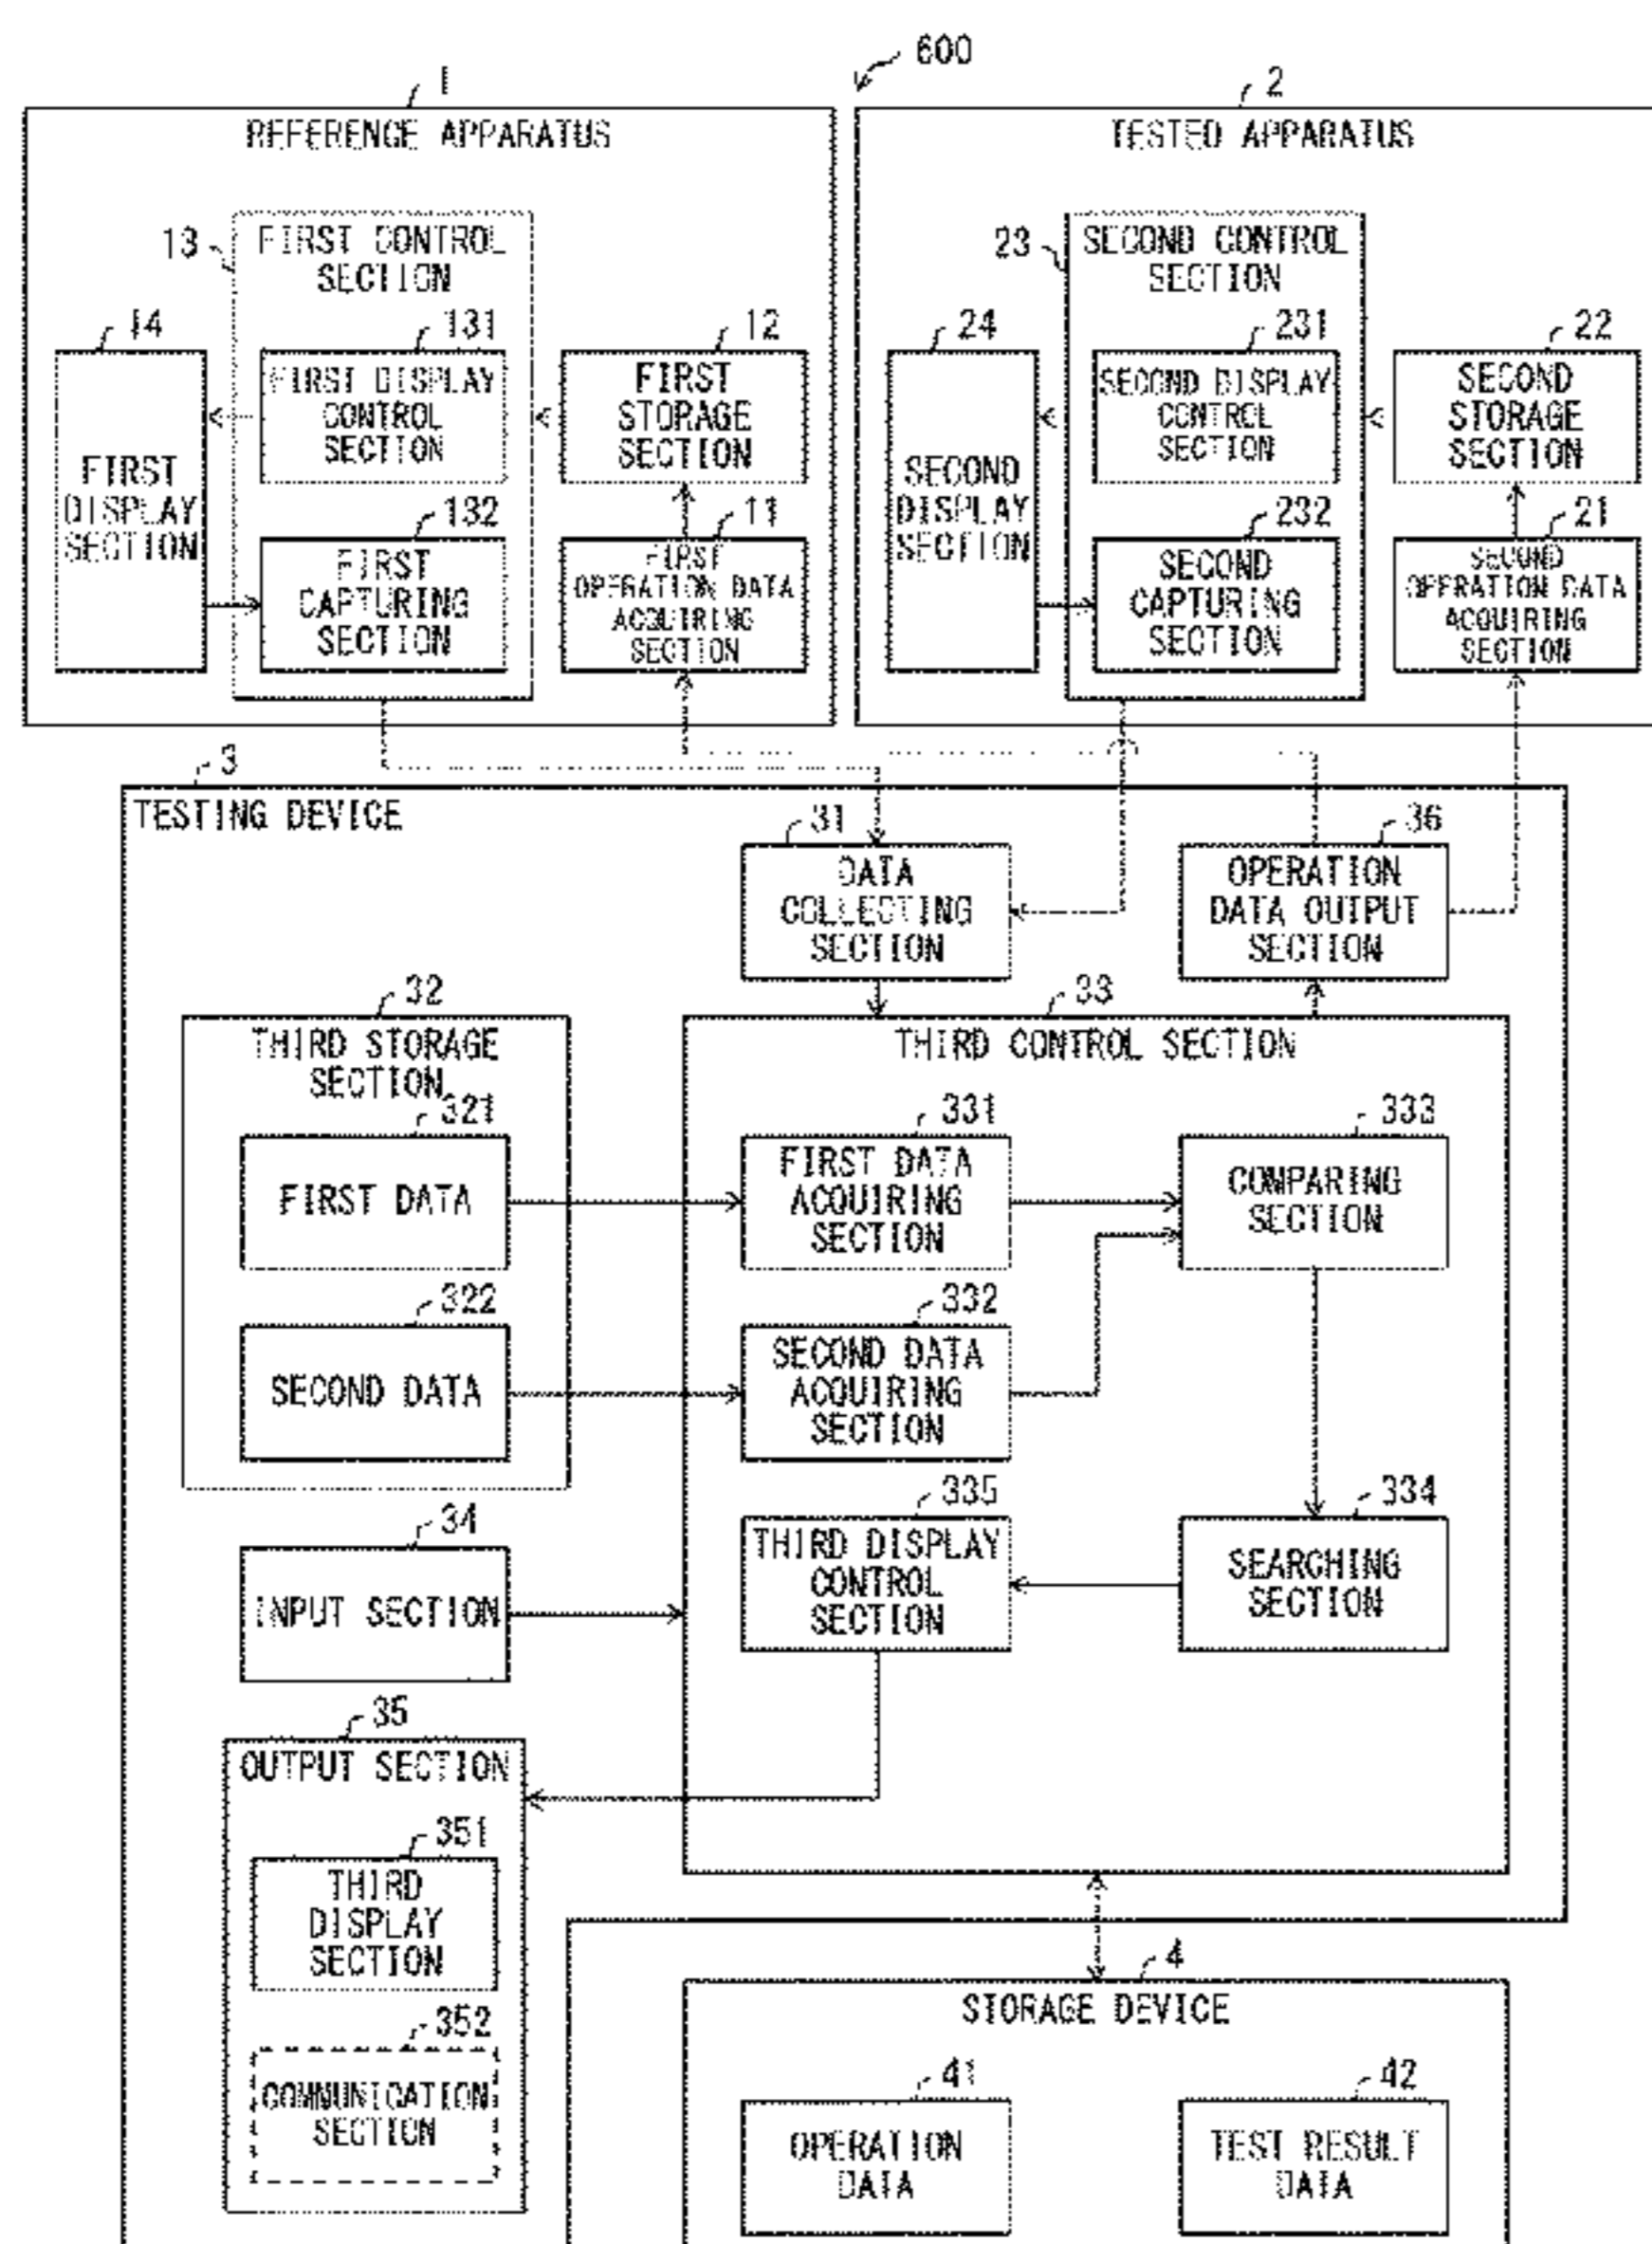 600
1
REFERENCE APPARATUS
13
FIRST CONTROL
SECTION
14
FIRST
DISPLAY
SECTION
131
FIRST DISPLAY
CONTROL
SECTION
132
FIRST
CAPTURING
SECTION
12
FIRST
STORAGE
SECTION
11
FIRST
OPERATION DATA
ACQUIRING
SECTION
2
TESTED APPARATUS
23
SECOND CONTROL
SECTION
24
SECOND
DISPLAY
SECTION
231
SECOND DISPLAY
CONTROL
SECTION
232
SECOND
CAPTURING
SECTION
22
SECOND
STORAGE
SECTION
21
SECOND
OPERATION DATA
ACQUIRING
SECTION
3
TESTING DEVICE
31
DATA
COLLECTING
SECTION
36
OPERATION
DATA OUTPUT
SECTION
32
THIRD STORAGE
SECTION
321
FIRST DATA
322
SECOND DATA
33
THIRD CONTROL SECTION
331
FIRST DATA
ACQUIRING
SECTION
333
COMPARING
SECTION
332
SECOND DATA
ACQUIRING
SECTION
335
THIRD DISPLAY
CONTROL
SECTION
334
SEARCHING
SECTION
34
INPUT SECTION
35
OUTPUT SECTION
351
THIRD
DISPLAY
SECTION
352
COMMUNICATION
SECTION
4
STORAGE DEVICE
41
OPERATION
DATA
42
TEST RESULT
DATA